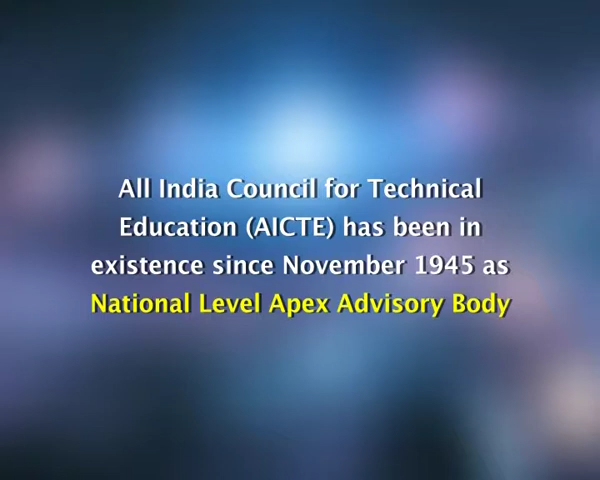 All India Council for Technical
Education (AICTE) has been in
existence since November 1945 as
National Level Apex Advisory Body